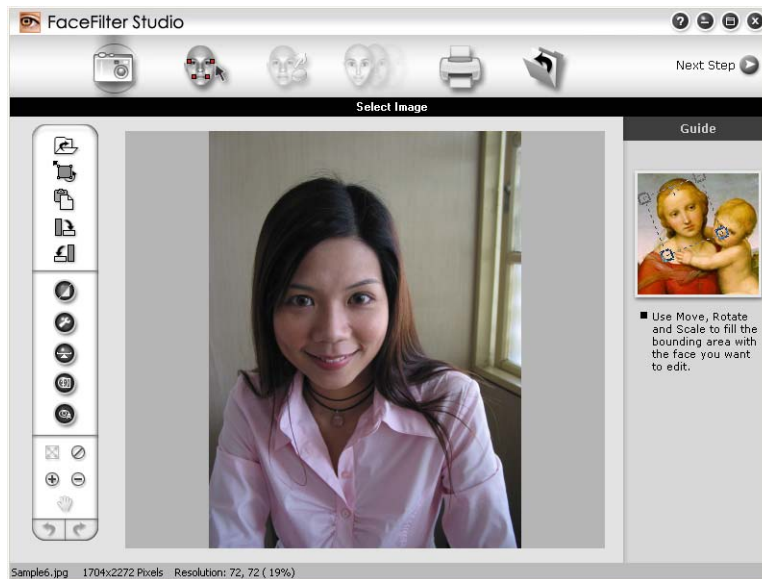 FaceFilter Studio
Next Step
Select Image
Guide
Use Move, Rotate
and Scale to fill the
bounding area with
the face you want
to edit.
Sample6.jpg 1704x2272 Pixels Resolution: 72, 72 ( 19%)